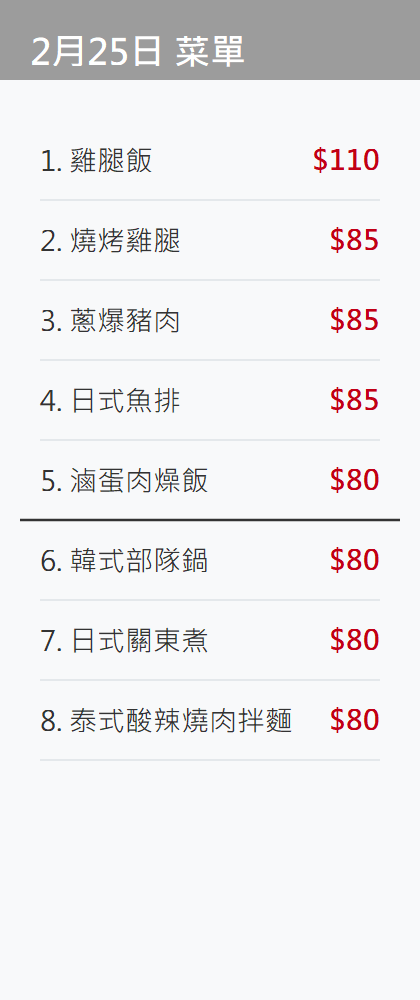 2月25日 菜單
1. 雞腿飯 $110
2. 燒烤雞腿 $85
3. 蔥爆豬肉 $85
4. 日式魚排 $85
5. 滷蛋肉燥飯 $80
6. 韓式部隊鍋 $80
7. 日式關東煮 $80
8. 泰式酸辣燒肉拌麵 $80